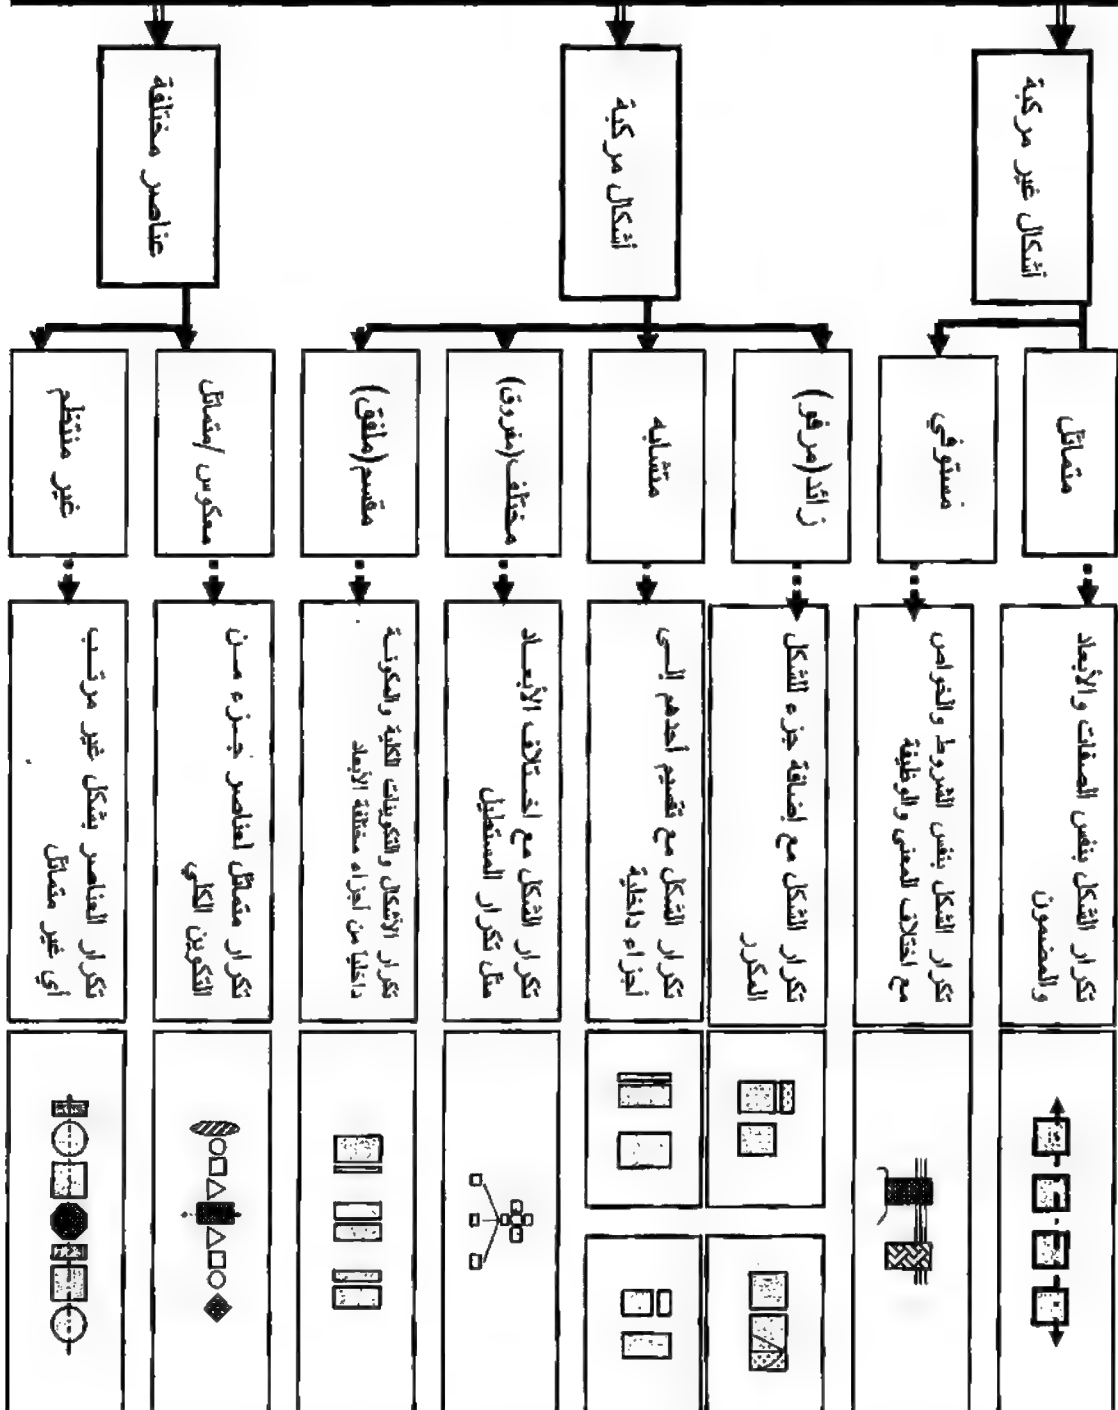 أشكال غير مركبة
متماثل
تكرار الشكل بنفس الصفات والأبعاد
والمضمون
مستوفي
تكرار الشكل بنفس الشروط والخواص
مع اختلاف المعنى والوظيفة
أشكال مركبة
زائد (مرفو)
تكرار الشكل مع إضافة جزء للشكل
المكرر
متشابه
تكرار الشكل مع تقسيم أحدهم إلى
أجزاء داخلية
مختلف (مفروق)
تكرار الشكل مع اختلاف الأبعاد
مثل تكرار المستطيل
مقسم (ملفق)
تكرار الأشكال والتكوينات الكلية والمكونة
داخليا من أجزاء مختلفة الأبعاد
عناصر مختلفة
معكوس /متماثل
تكرار متماثل لعناصر جزء من
التكوين الكلي
غير منتظم
تكرار العناصر بشكل غير مرتب
أي غير متماثل